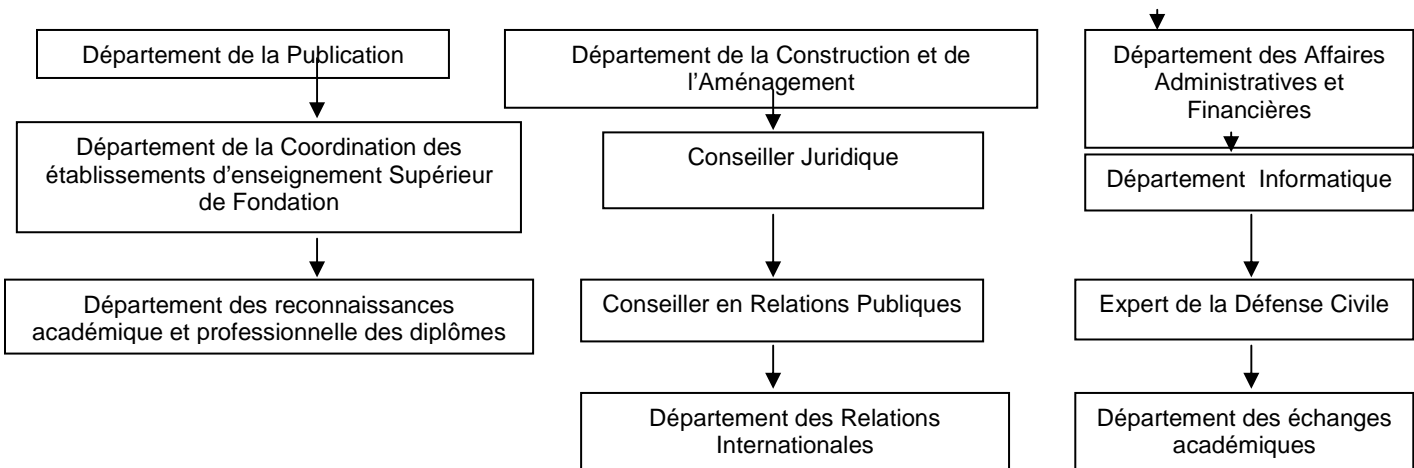 Département de la Publication
Département de la Coordination des
établissements d’enseignement Supérieur
de Fondation
Département des reconnaissances
académique et professionnelle des diplômes
Département de la Construction et de
l’Aménagement
Conseiller Juridique
Conseiller en Relations Publiques
Département des Relations
Internationales
Département des Affaires
Administratives et
Financières
Département Informatique
Expert de la Défense Civile
Département des échanges
académiques